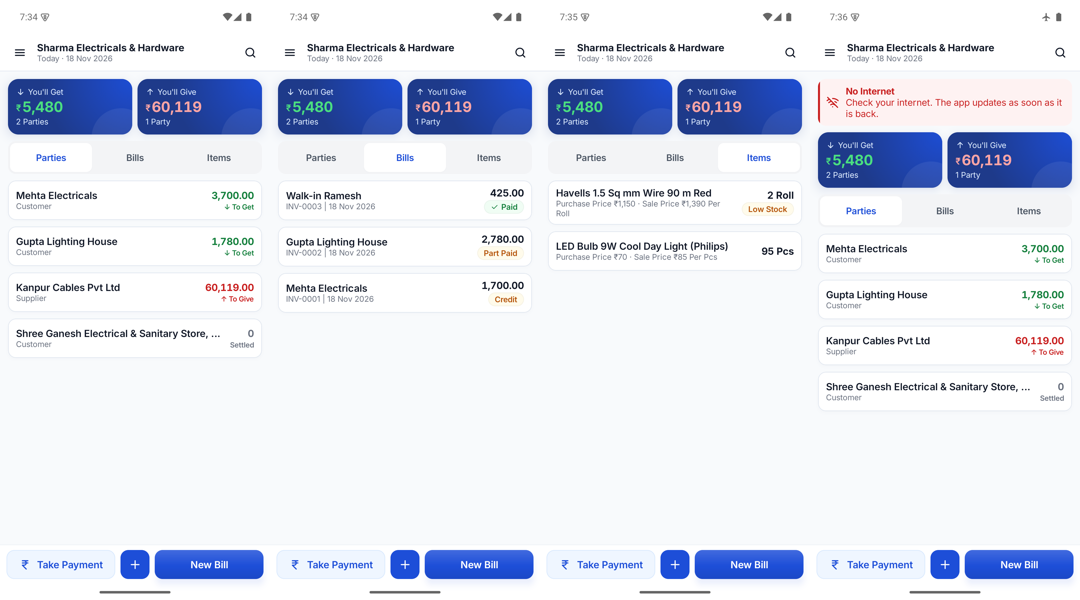 7:34
Sharma Electricals & Hardware
Today · 18 Nov 2026
↓ You'll Get
₹5,480
2 Parties
↑ You'll Give
₹60,119
1 Party
Parties
Bills
Items
Mehta Electricals
3,700.00
Customer
↓ To Get
Gupta Lighting House
1,780.00
Customer
↓ To Get
Kanpur Cables Pvt Ltd
60,119.00
Supplier
↑ To Give
Shree Ganesh Electrical & Sanitary Store, ...
0
Customer
Settled
₹ Take Payment
+
New Bill
7:34
Sharma Electricals & Hardware
Today · 18 Nov 2026
↓ You'll Get
₹5,480
2 Parties
↑ You'll Give
₹60,119
1 Party
Parties
Bills
Items
Walk-in Ramesh
425.00
INV-0003 | 18 Nov 2026
✓ Paid
Gupta Lighting House
2,780.00
INV-0002 | 18 Nov 2026
Part Paid
Mehta Electricals
1,700.00
INV-0001 | 18 Nov 2026
Credit
₹ Take Payment
+
New Bill
7:35
Sharma Electricals & Hardware
Today · 18 Nov 2026
↓ You'll Get
₹5,480
2 Parties
↑ You'll Give
₹60,119
1 Party
Parties
Bills
Items
Havells 1.5 Sq mm Wire 90 m Red
2 Roll
Purchase Price ₹1,150 · Sale Price ₹1,390 Per
Roll
Low Stock
LED Bulb 9W Cool Day Light (Philips)
95 Pcs
Purchase Price ₹70 · Sale Price ₹85 Per Pcs
₹ Take Payment
+
New Bill
7:36
Sharma Electricals & Hardware
Today · 18 Nov 2026
No Internet
Check your internet. The app updates as soon as it
is back.
↓ You'll Get
₹5,480
2 Parties
↑ You'll Give
₹60,119
1 Party
Parties
Bills
Items
Mehta Electricals
3,700.00
Customer
↓ To Get
Gupta Lighting House
1,780.00
Customer
↓ To Get
Kanpur Cables Pvt Ltd
60,119.00
Supplier
↑ To Give
Shree Ganesh Electrical & Sanitary Store, ...
0
Customer
Settled
₹ Take Payment
+
New Bill